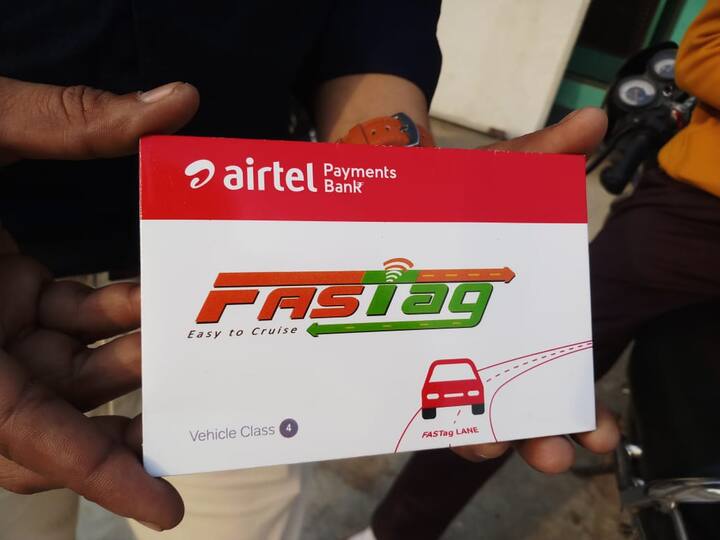 airtel Payments Bank
FASTag
Easy to Cruise
FASTag LANE
Vehicle Class 4